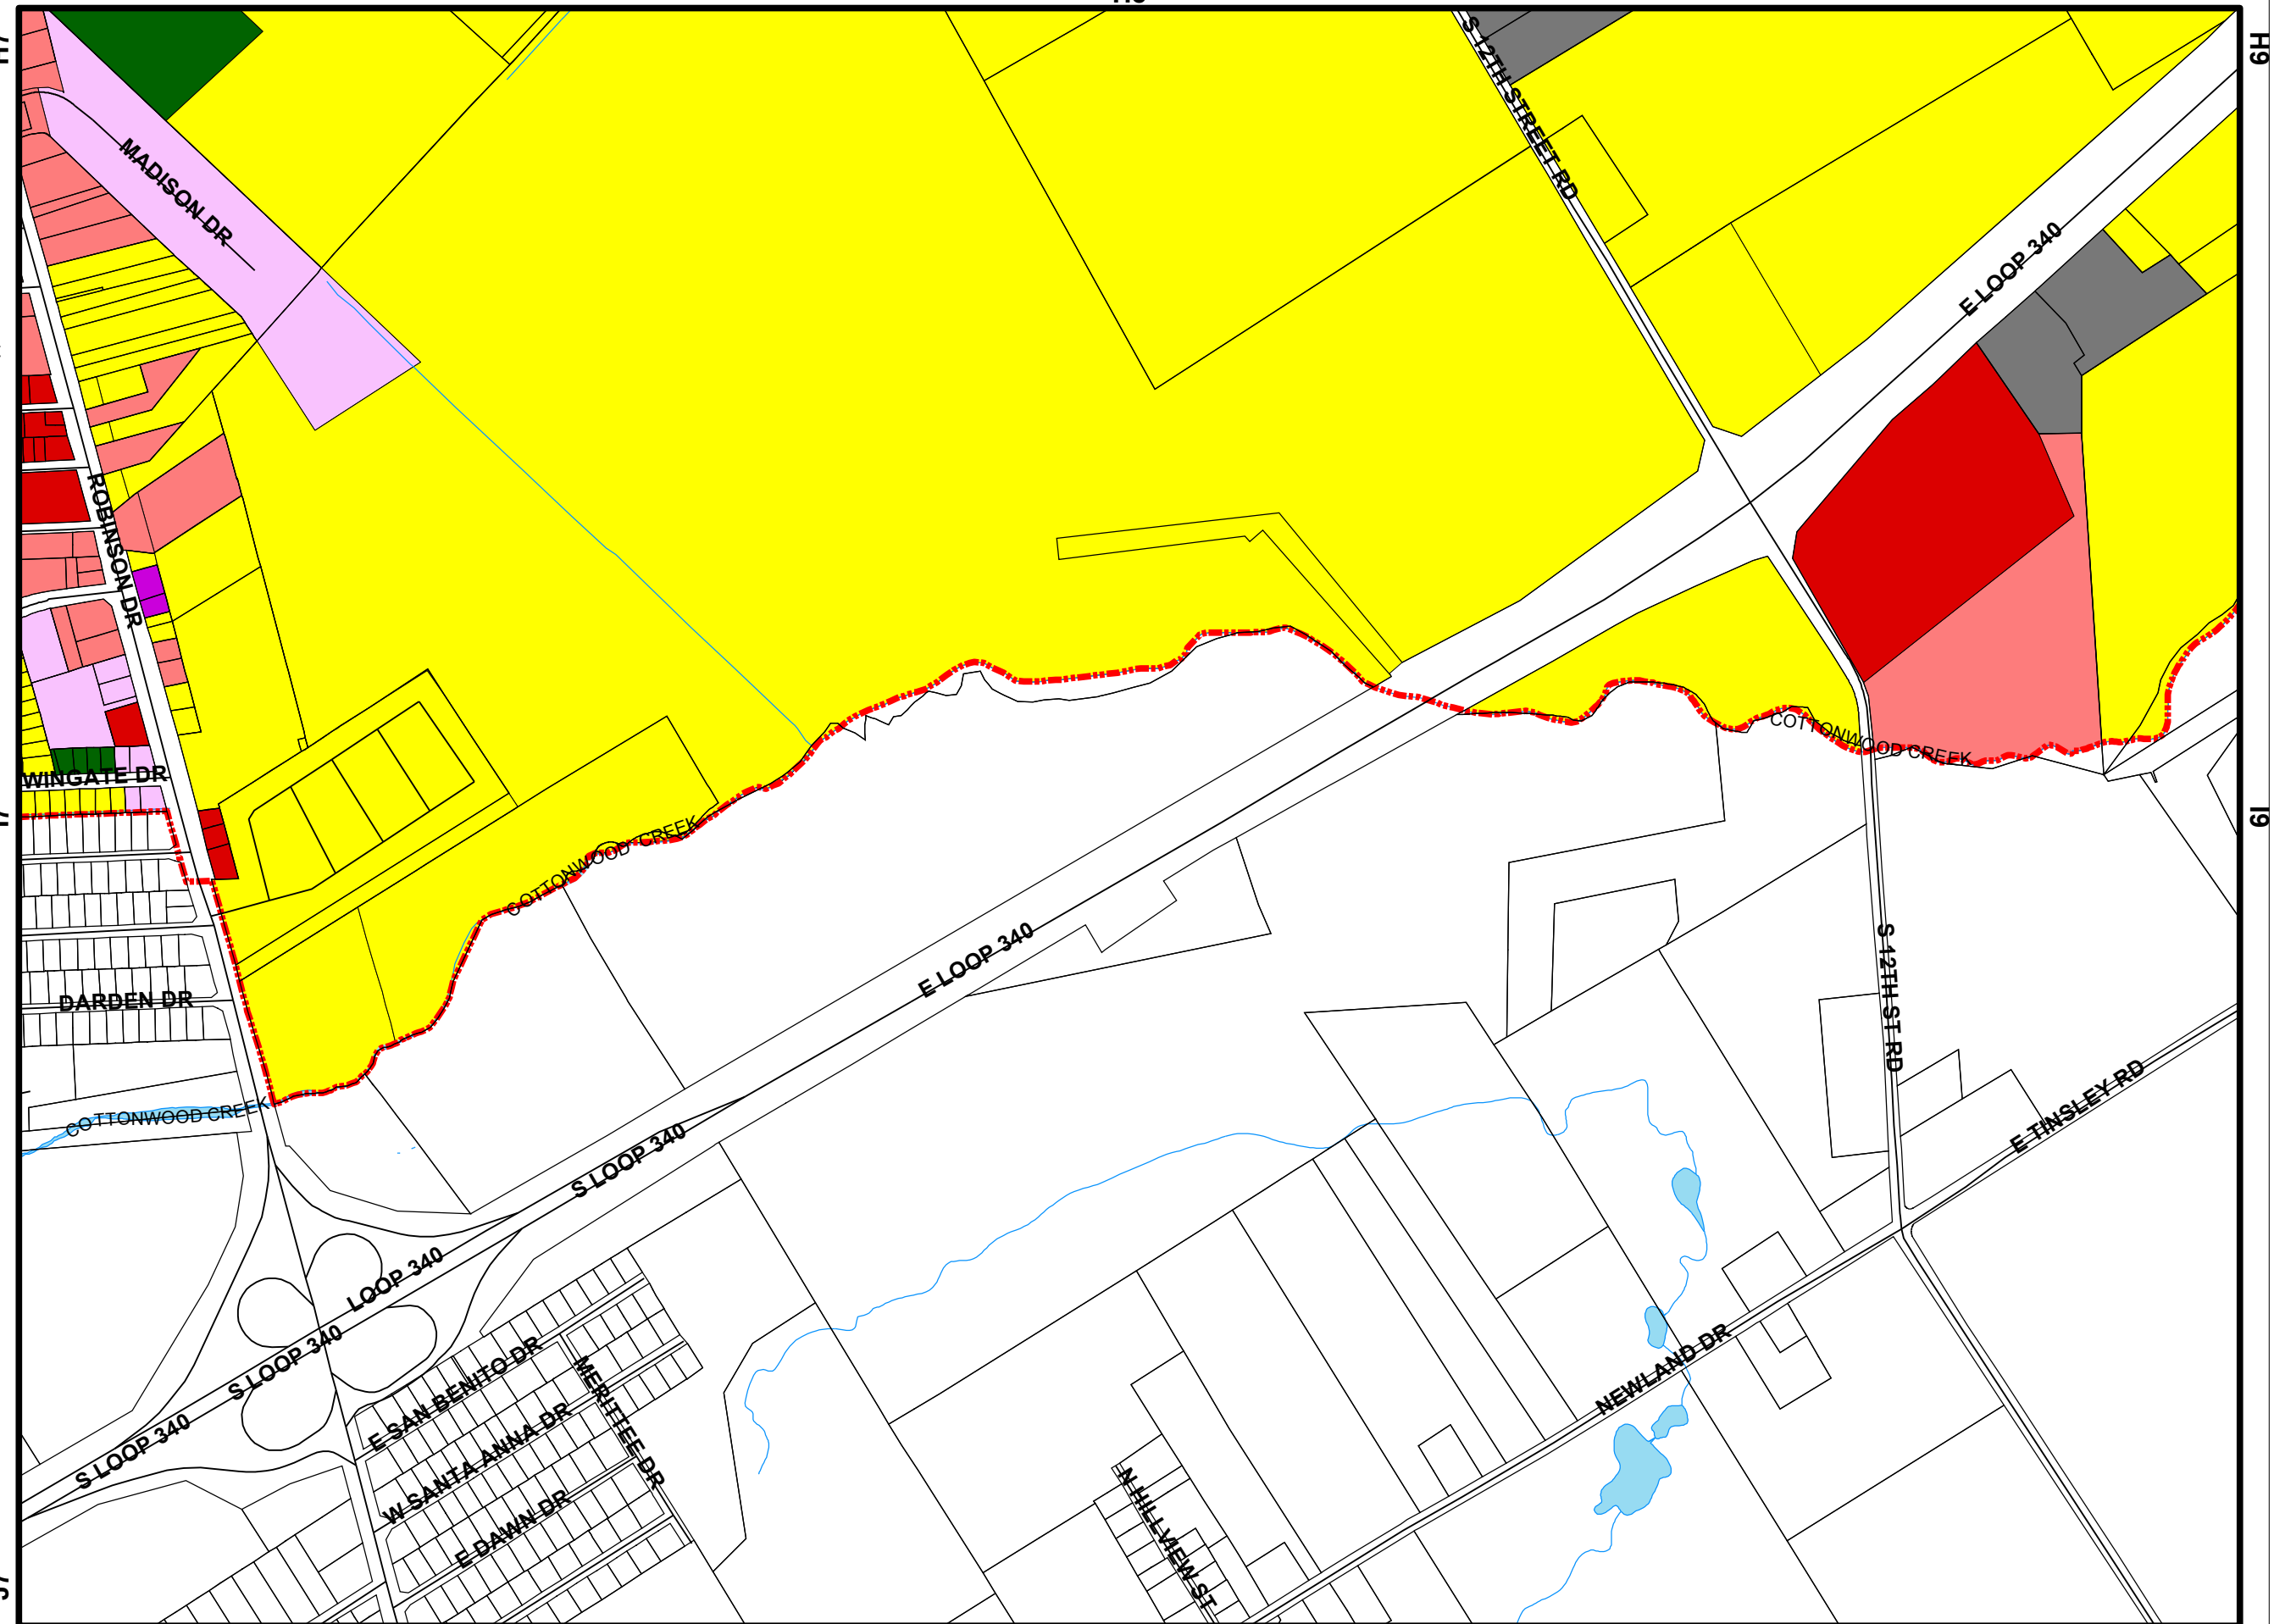 H9
S 12TH STREET RD
MADISON DR
E LOOP 340
ROBINSON DR
COTTONWOOD CREEK
WINGATE DR
I9
COTTONWOOD CREEK
E LOOP 340
S 12TH ST RD
DARDEN DR
COTTONWOOD CREEK
E TINSLEY RD
S LOOP 340
LOOP 340
S LOOP 340
NEWLAND DR
E SAN BENITO DR
MERITTEE DR
W SANTA ANNA DR
S LOOP 340
E DAWN DR
N HILLVIEW ST